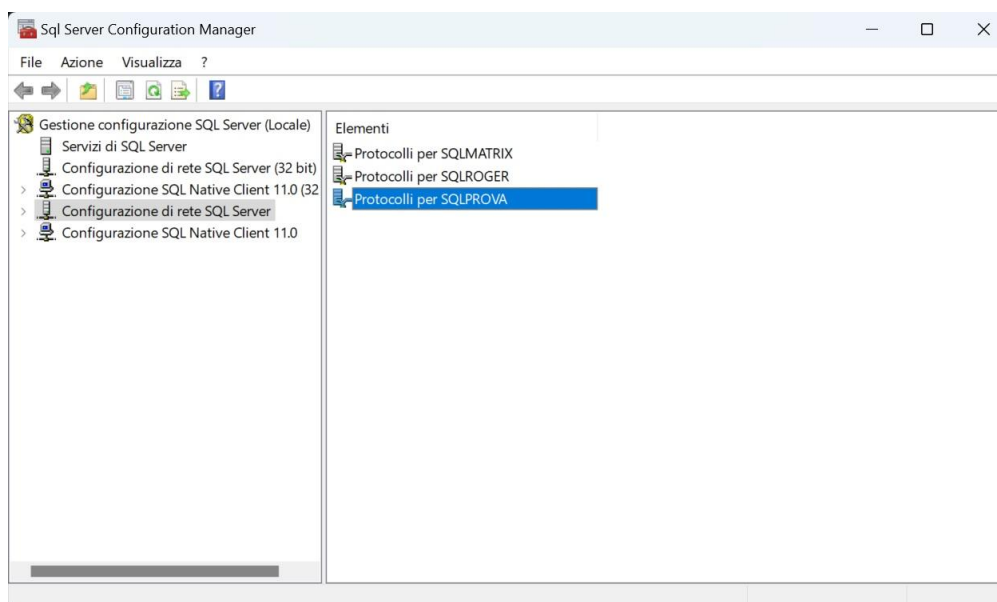 Sql Server Configuration Manager
File Azione Visualizza ?
Gestione configurazione SQL Server (Locale)
Servizi di SQL Server
Configurazione di rete SQL Server (32 bit)
Configurazione SQL Native Client 11.0 (32
Configurazione di rete SQL Server
Configurazione SQL Native Client 11.0
Elementi
Protocolli per SQLMATRIX
Protocolli per SQLROGER
Protocolli per SQLPROVA